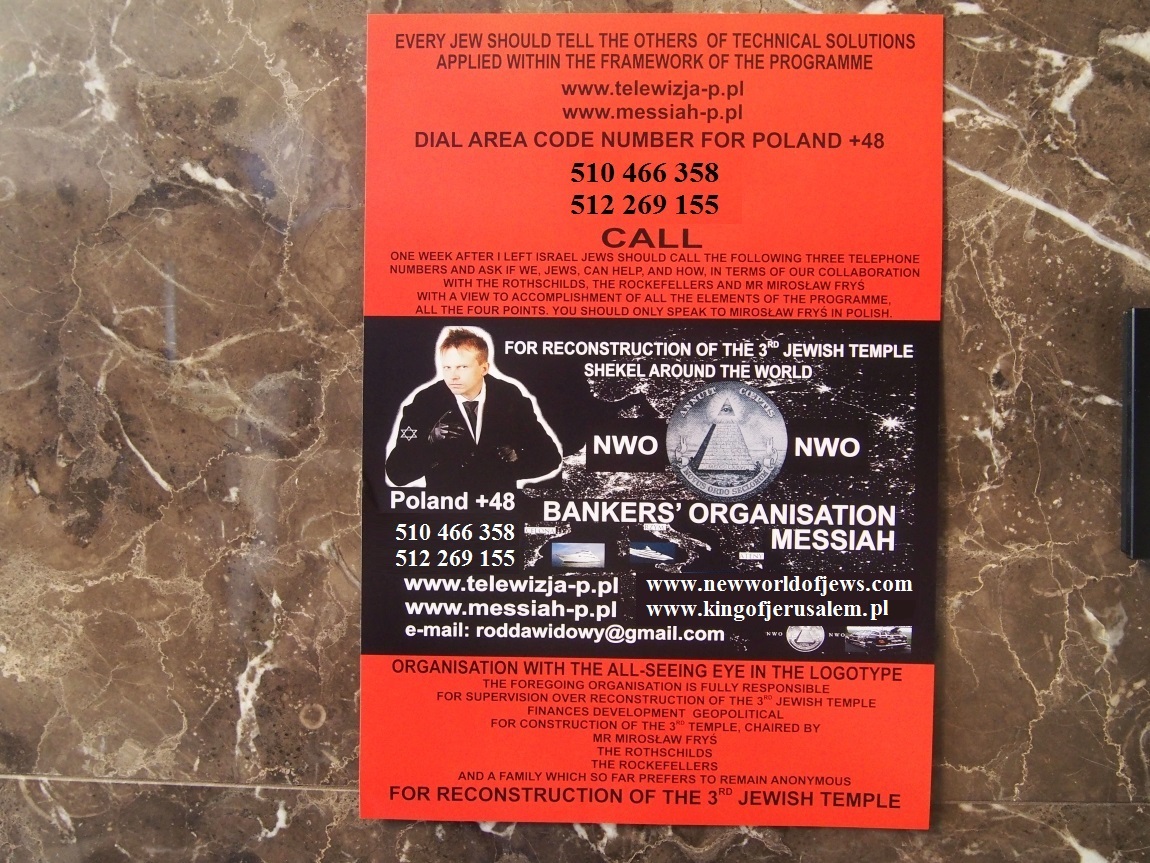 EVERY JEW SHOULD TELL THE OTHERS OF TECHNICAL SOLUTIONS
APPLIED WITHIN THE FRAMEWORK OF THE PROGRAMME
www.telewizja-p.pl
www.messiah-p.pl
DIAL AREA CODE NUMBER FOR POLAND +48
510 466 358
512 269 155
CALL
ONE WEEK AFTER I LEFT ISRAEL JEWS SHOULD CALL THE FOLLOWING THREE TELEPHONE
NUMBERS AND ASK IF WE, JEWS, CAN HELP, AND HOW, IN TERMS OF OUR COLLABORATION
WITH THE ROTHSCHILDS, THE ROCKEFELLERS AND MR MIROSŁAW FRYŚ
WITH A VIEW TO ACCOMPLISHMENT OF ALL THE ELEMENTS OF THE PROGRAMME,
ALL THE FOUR POINTS. YOU SHOULD ONLY SPEAK TO MIROSŁAW FRYŚ IN POLISH.
FOR RECONSTRUCTION OF THE 3RD JEWISH TEMPLE
SHEKEL AROUND THE WORLD
ANNUIT CŒPTIS
NWO
NWO
NOVUS ORDO SECLORUM
Poland +48
510 466 358
512 269 155
BANKERS' ORGANISATION
MESSIAH
RZYM
ATENY
www.telewizja-p.pl
www.messiah-p.pl
e-mail: roddawidowy@gmail.com
www.newworldofjews.com
www.kingofjerusalem.pl
NWO
NWO
ORGANISATION WITH THE ALL-SEEING EYE IN THE LOGOTYPE
THE FOREGOING ORGANISATION IS FULLY RESPONSIBLE
FOR SUPERVISION OVER RECONSTRUCTION OF THE 3RD JEWISH TEMPLE
FINANCES DEVELOPMENT GEOPOLITICAL
FOR CONSTRUCTION OF THE 3RD TEMPLE, CHAIRED BY
MR MIROSŁAW FRYŚ
THE ROTHSCHILDS
THE ROCKEFELLERS
AND A FAMILY WHICH SO FAR PREFERS TO REMAIN ANONYMOUS
FOR RECONSTRUCTION OF THE 3RD JEWISH TEMPLE